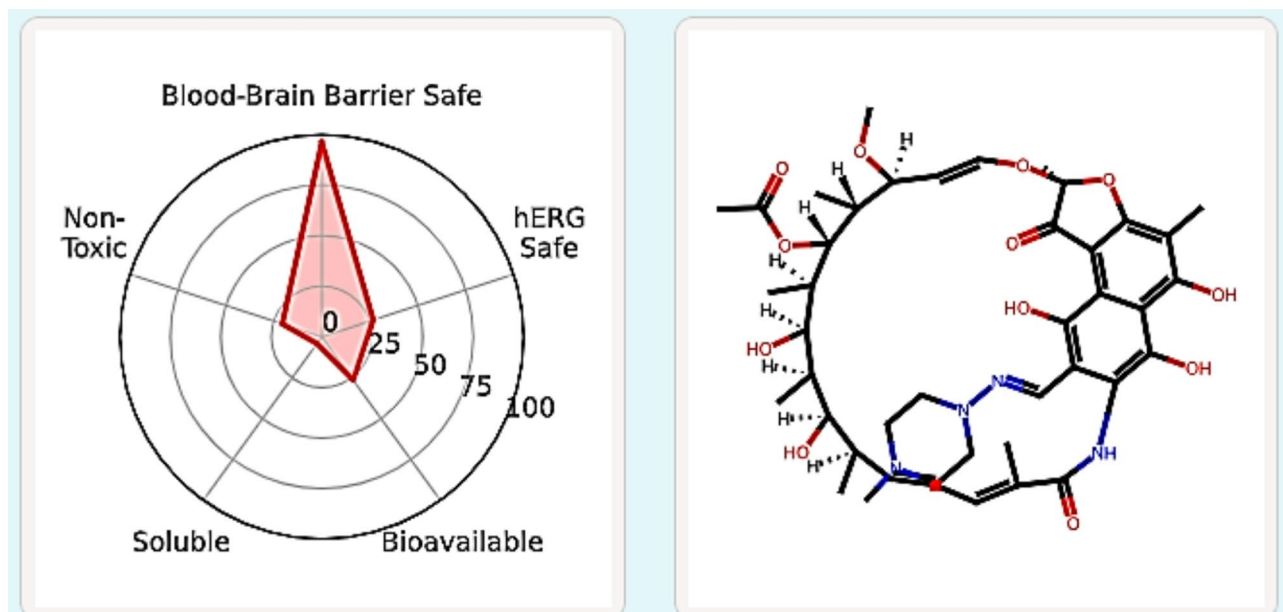 Blood-Brain Barrier Safe
Non-
Toxic
hERG
Safe
0
25
50
75
100
Soluble
Bioavailable
O
H
O
H
O
O
O
H
O
O
H
H
HO
H
H
HO
H
O
HO
OH
OH
N
N
N
NH
O